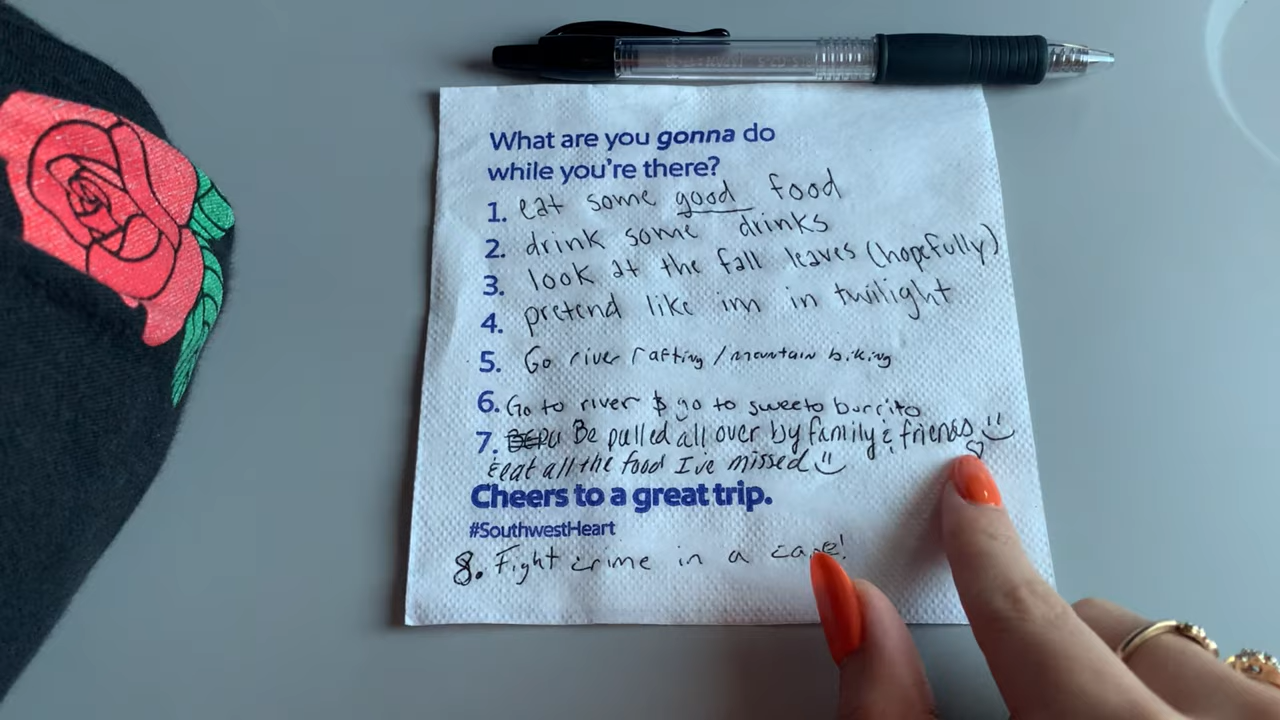 What are you gonna do
while you're there?
1. eat some good food
2. drink some drinks
3. look at the fall leaves (hopefully)
4. pretend like im in twilight
5. Go river rafting / mountain biking
6. Go to river & go to sweeto burrito
7. Be pulled all over by family & friends
& eat all the food I've missed
Cheers to a great trip.
#SouthwestHeart
8. Fight crime in a cape!